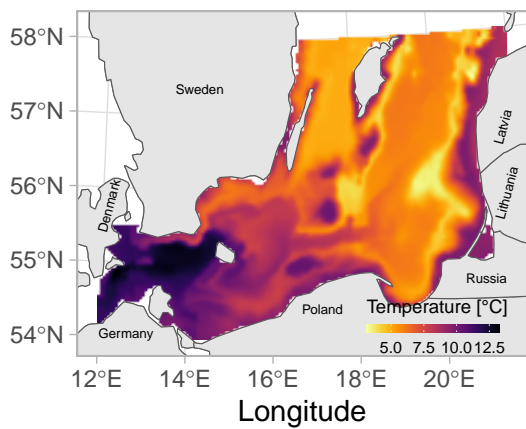 58°N
Sweden
57°N
Latvia
56°N
Denmark
Lithuania
55°N
Russia
Poland
Temperature [°C]
54°N
Germany
5.0 7.5 10.0 12.5
12°E 14°E 16°E 18°E 20°E
Longitude